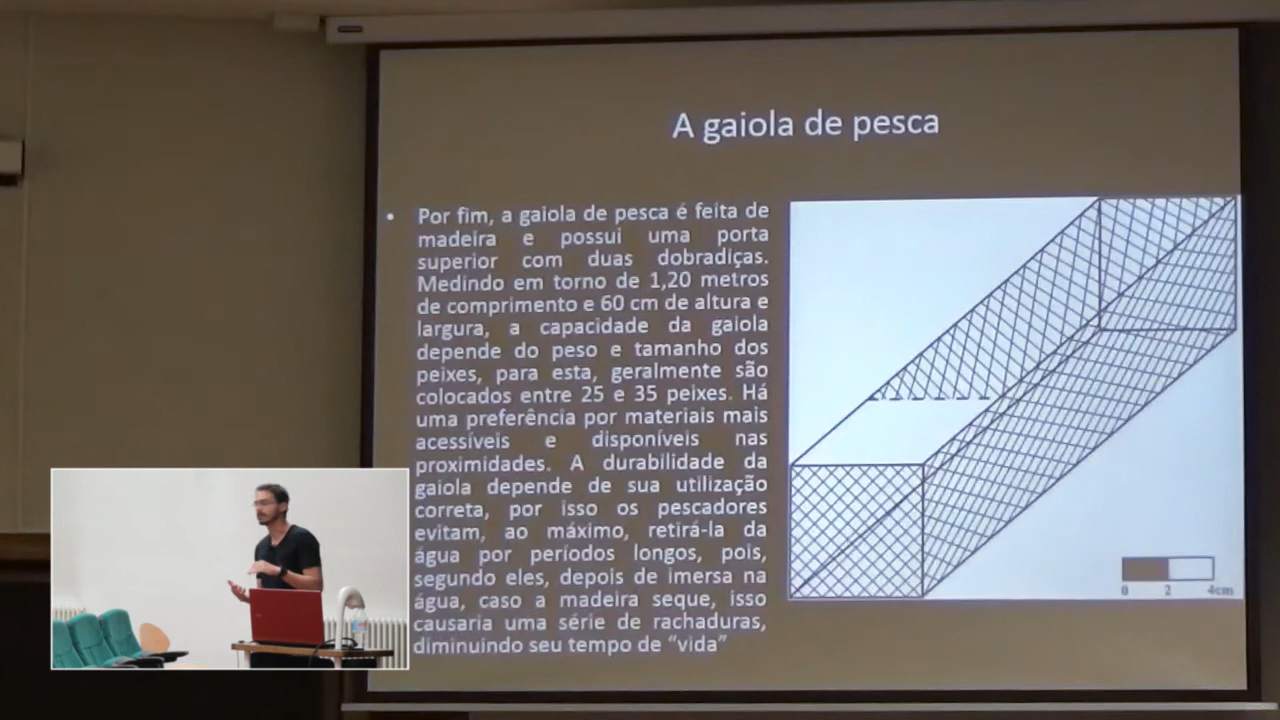 A gaiola de pesca
• Por fim, a gaiola de pesca é feita de
madeira e possui uma porta
superior com duas dobradiças.
Medindo em torno de 1,20 metros
de comprimento e 60 cm de altura e
largura, a capacidade da gaiola
depende do peso e tamanho dos
peixes, para esta, geralmente são
colocados entre 25 e 35 peixes. Há
uma preferência por materiais mais
acessíveis e disponíveis nas
proximidades. A durabilidade da
gaiola depende de sua utilização
correta, por isso os pescadores
evitam, ao máximo, retirá-la da
água por períodos longos, pois,
segundo eles, depois de imersa na
água, caso a madeira seque, isso
causaria uma série de rachaduras,
diminuindo seu tempo de “vida”
0 2 4cm